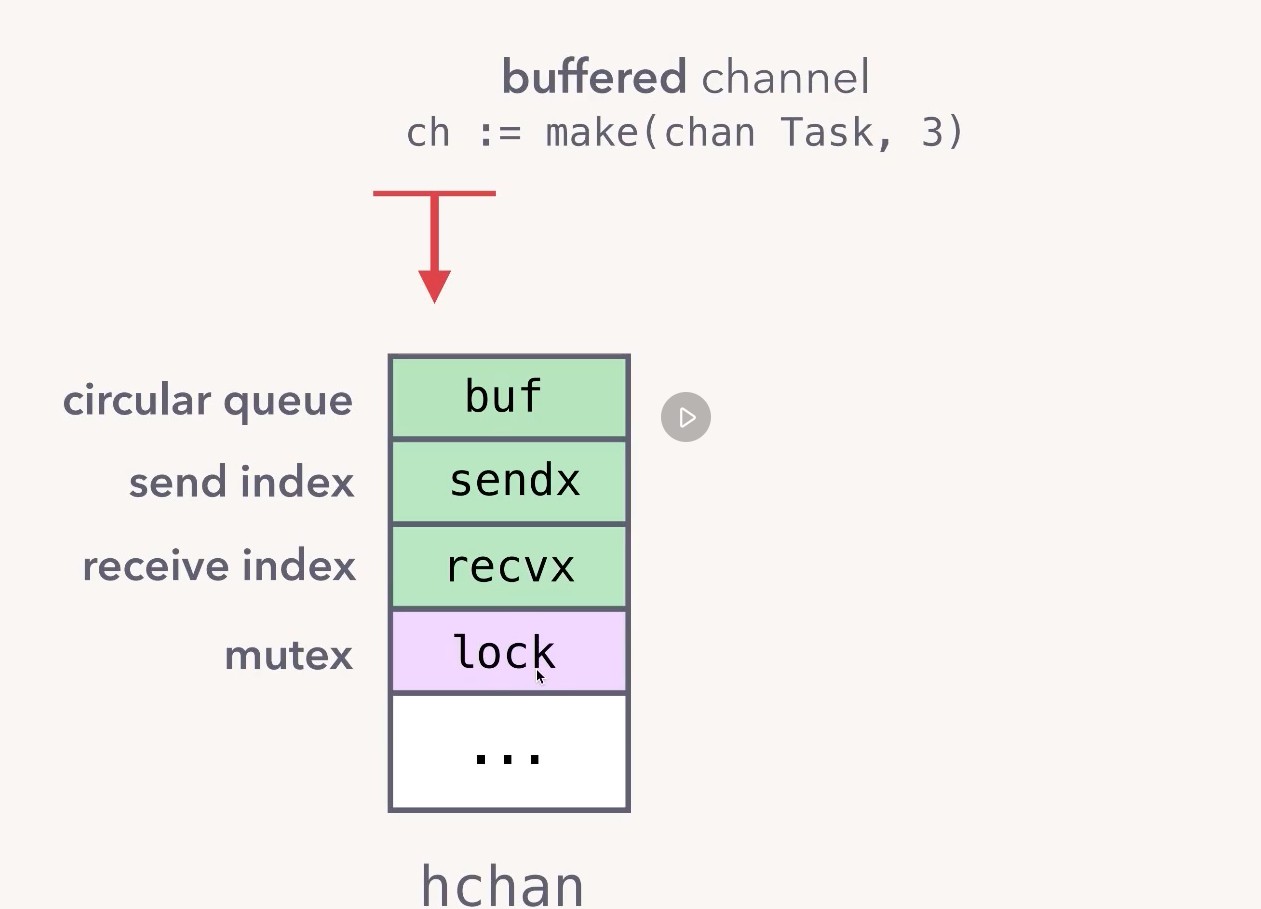 buffered channel
ch := make(chan Task, 3)
circular queue buf
send index sendx
receive index recvx
mutex lock
...
hchan